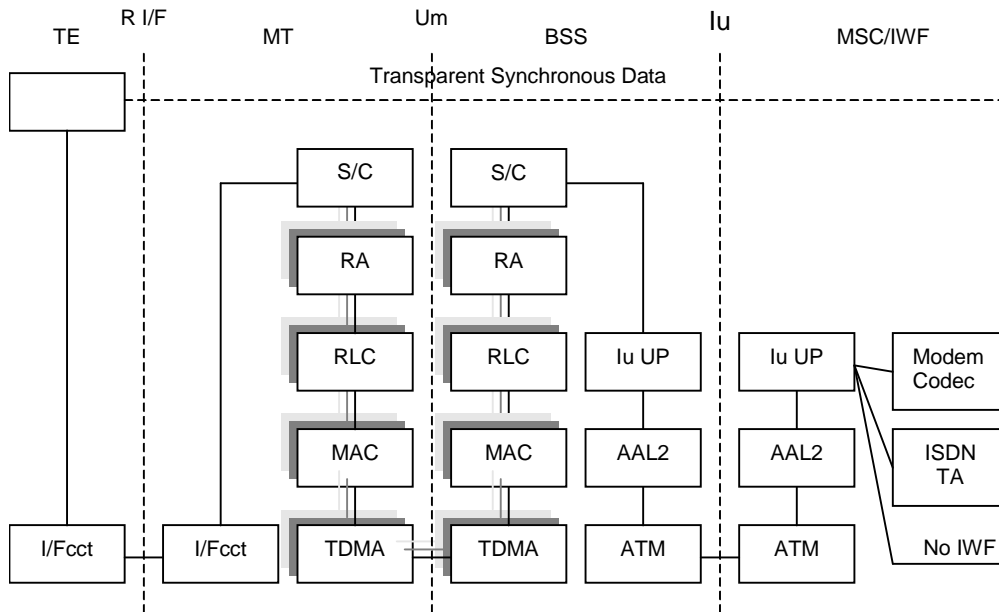 R I/F Um Iu
TE MT BSS MSC/IWF
Transparent Synchronous Data
S/C S/C
RA RA
RLC RLC Iu UP Iu UP Modem
Codec
MAC MAC AAL2 AAL2 ISDN
TA
I/Fcct I/Fcct TDMA TDMA ATM ATM No IWF